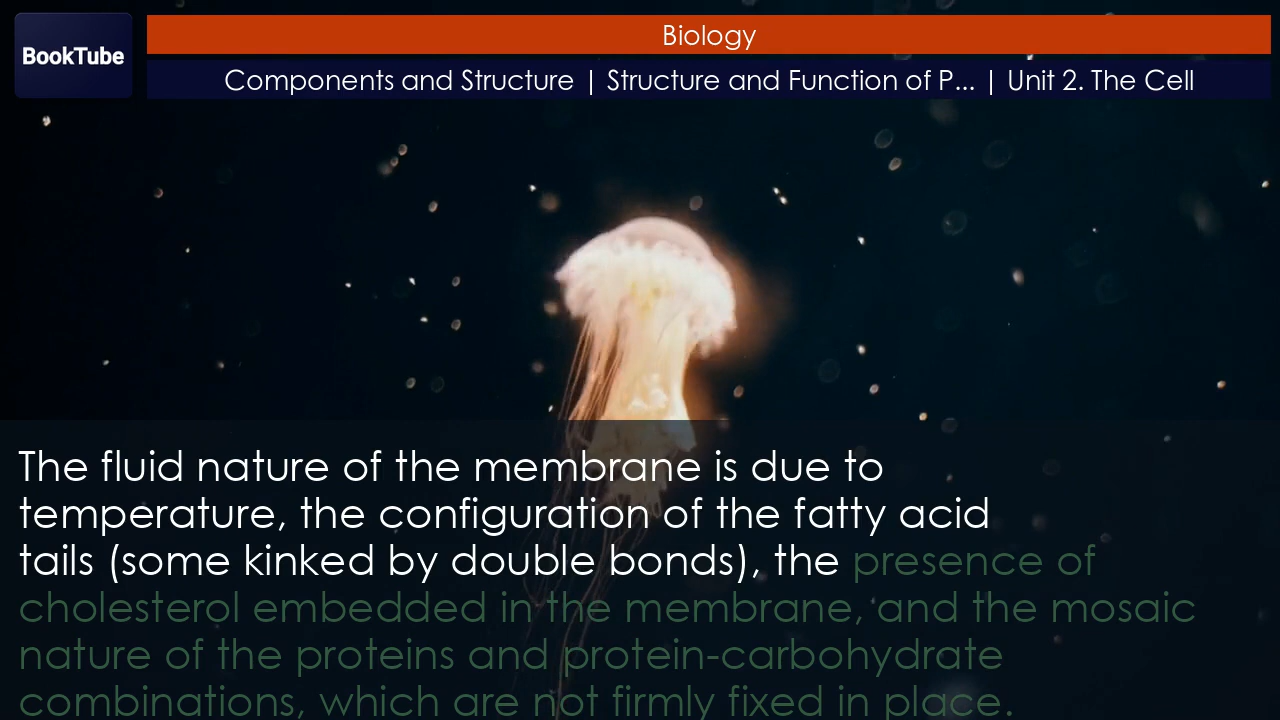 BookTube
Biology
Components and Structure | Structure and Function of P... | Unit 2. The Cell
The fluid nature of the membrane is due to
temperature, the configuration of the fatty acid
tails (some kinked by double bonds), the presence of
cholesterol embedded in the membrane, and the mosaic
nature of the proteins and protein-carbohydrate
combinations, which are not firmly fixed in place.